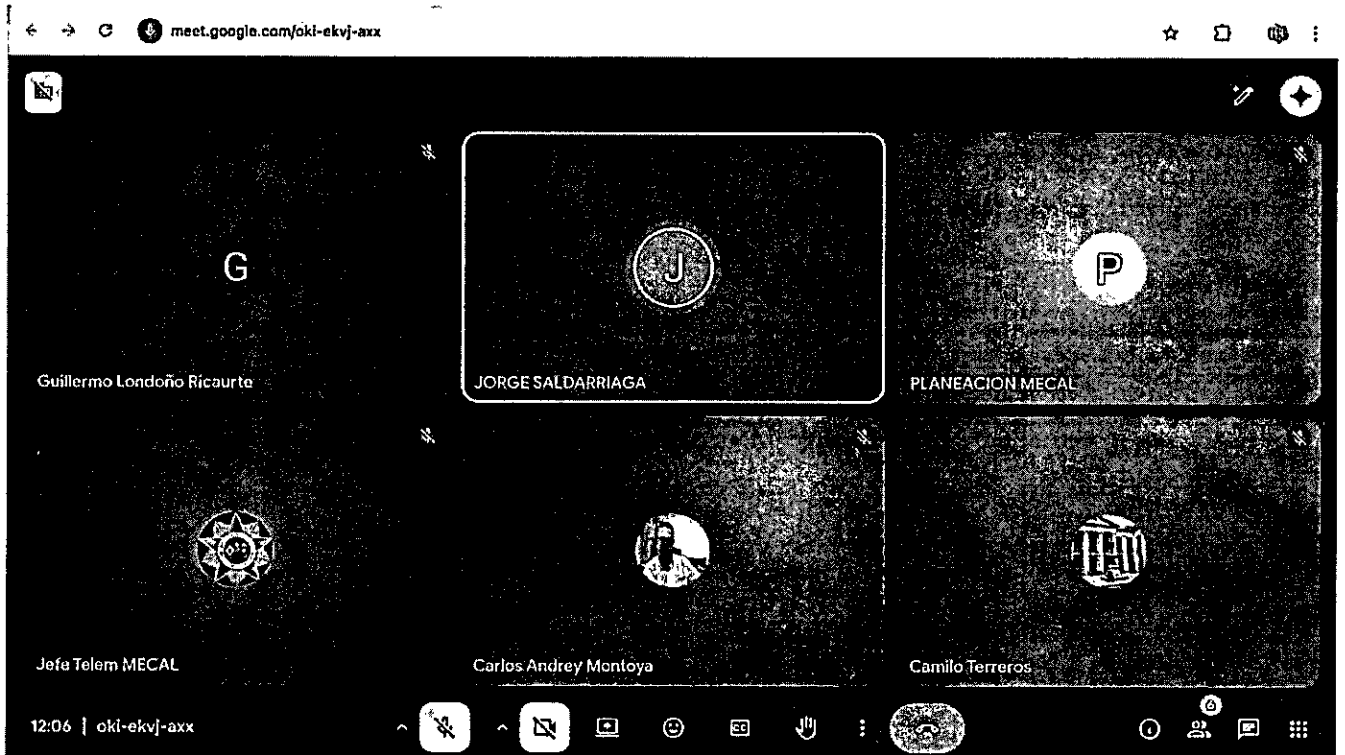 meet.google.com/oki-ekvj-axx
G
J
P
Guillermo Londoño Ricaurte
JORGE SALDARRIAGA
PLANEACION MECAL
Jefe Telem MECAL
Carlos Andrey Montoya
Camilo Terreros
12:06 | oki-ekvj-axx
CC
6